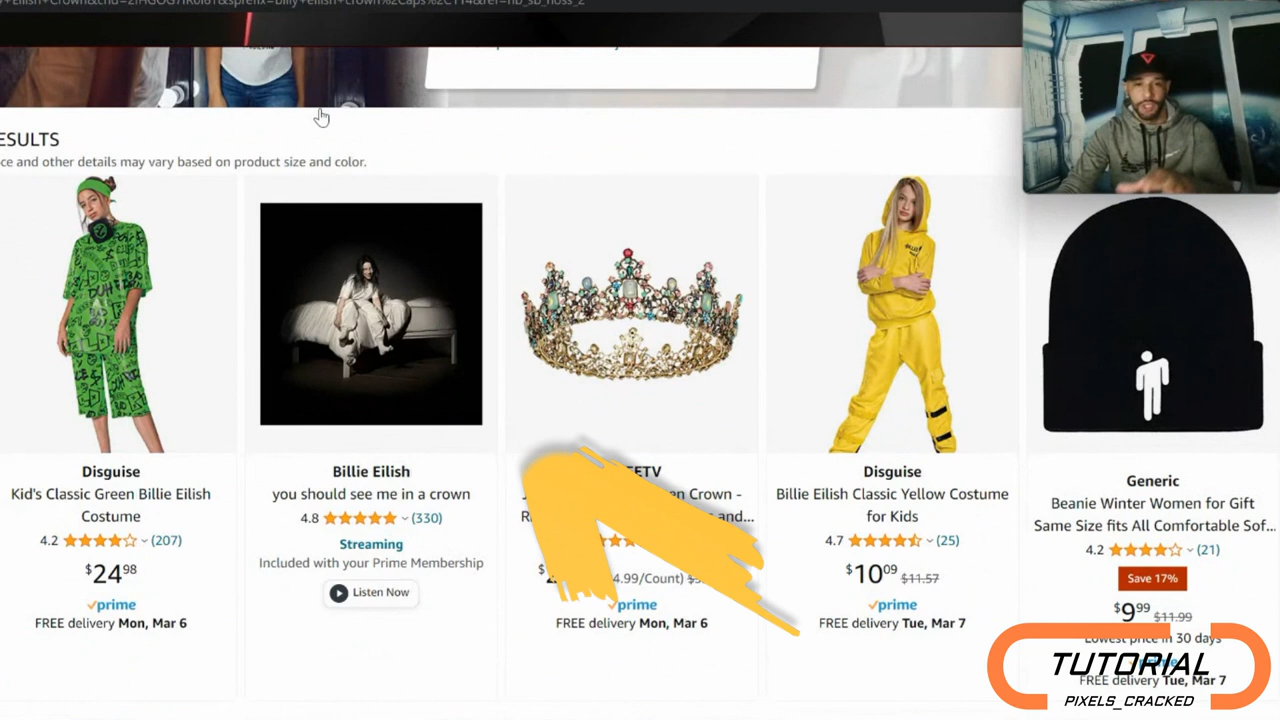 ESULTS
ce and other details may vary based on product size and color.
Disguise
Kid's Classic Green Billie Eilish
Costume
4.2 (207)
$24 98
prime
FREE delivery Mon, Mar 6
Billie Eilish
you should see me in a crown
4.8 (330)
Streaming
Included with your Prime Membership
Listen Now
EETV
en Crown -
and...
4.99/Count)
prime
FREE delivery Mon, Mar 6
Disguise
Billie Eilish Classic Yellow Costume
for Kids
4.7 (25)
$10 09 $11.57
prime
FREE delivery Tue, Mar 7
Generic
Beanie Winter Women for Gift
Same Size fits All Comfortable Sof...
4.2 (21)
Save 17%
$9 99 $11.99
Lowest price in 30 days
prime
FREE delivery Tue, Mar 7
TUTORIAL
PIXELS_CRACKED